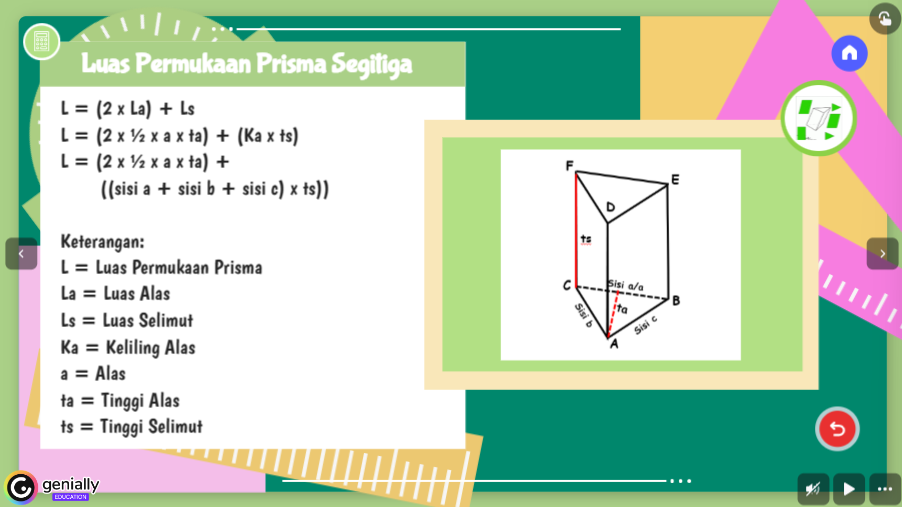 Luas Permukaan Prisma Segitiga
L = (2 x La) + Ls
L = (2 x ½ x a x ta) + (Ka x ts)
L = (2 x ½ x a x ta) +
((sisi a + sisi b + sisi c) x ts))
Keterangan:
L = Luas Permukaan Prisma
La = Luas Alas
Ls = Luas Selimut
Ka = Keliling Alas
a = Alas
ta = Tinggi Alas
ts = Tinggi Selimut
F
E
D
ts
C
Sisi a/a
B
Sisi b
ta
Sisi c
A
genially
EDUCATION